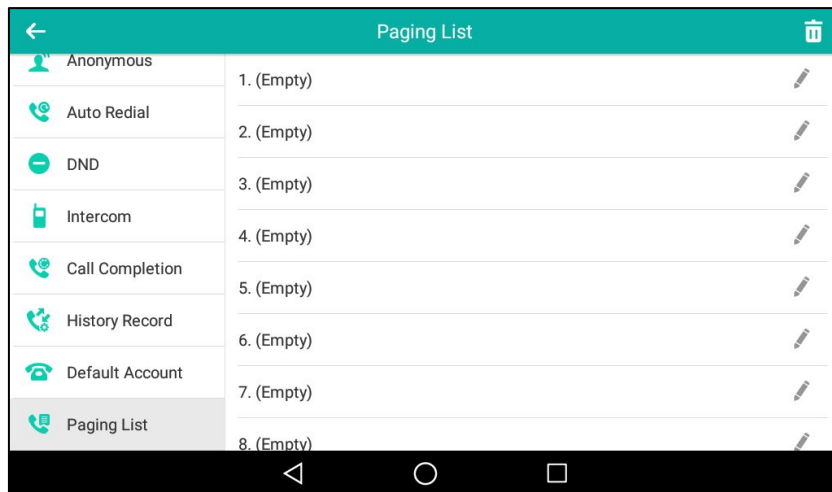 Paging List
Anonymous
Auto Redial
DND
Intercom
Call Completion
History Record
Default Account
Paging List
1. (Empty)
2. (Empty)
3. (Empty)
4. (Empty)
5. (Empty)
6. (Empty)
7. (Empty)
8. (Empty)